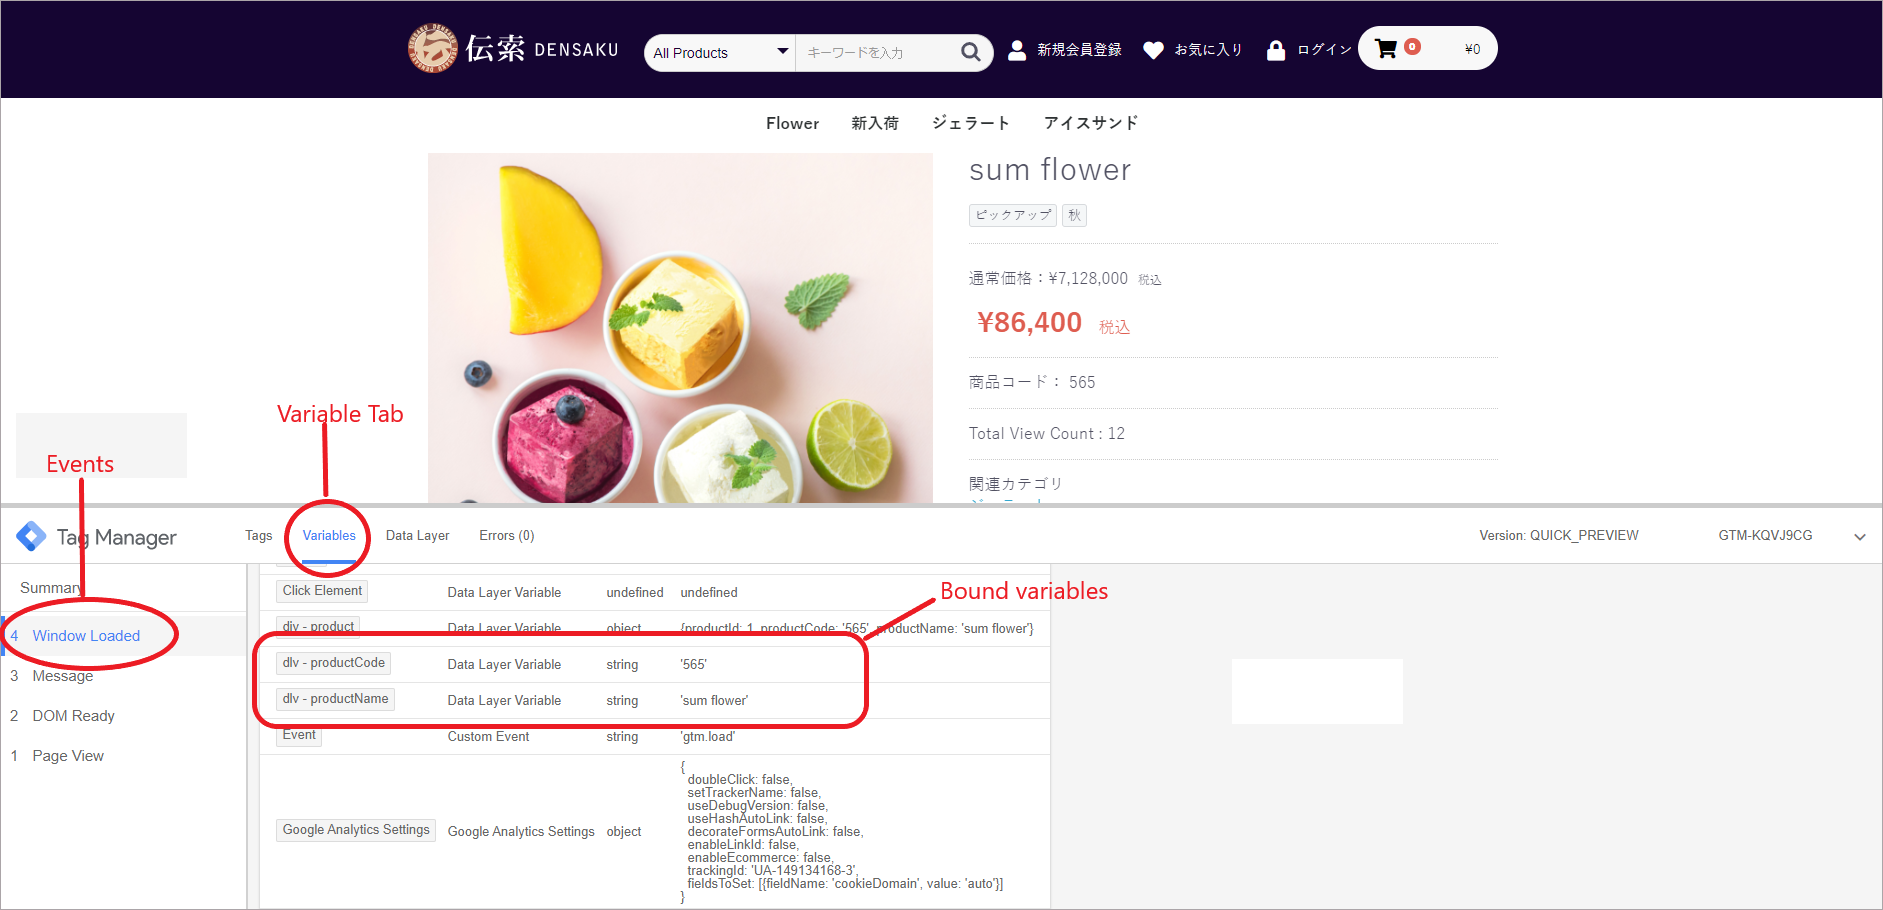 伝索 DENSAKU
All Products
キーワードを入力
新規会員登録
お気に入り
ログイン
0
¥0
Flower
新入荷
ジェラート
アイスサンド
sum flower
ピックアップ
秋
通常価格：¥7,128,000 税込
¥86,400 税込
商品コード： 565
Total View Count : 12
関連カテゴリ
Variable Tab
Events
Tag Manager
Tags
Variables
Data Layer
Errors (0)
Version: QUICK_PREVIEW
GTM-KQVJ9CG
Summary
4 Window Loaded
3 Message
2 DOM Ready
1 Page View
Bound variables
Click Element Data Layer Variable undefined undefined
dlv - product Data Layer Variable object {productId: 1, productCode: '565', productName: 'sum flower'}
dlv - productCode Data Layer Variable string '565'
dlv - productName Data Layer Variable string 'sum flower'
Event Custom Event string 'gtm.load'
Google Analytics Settings Google Analytics Settings object
{
doubleClick: false,
setTrackerName: false,
useDebugVersion: false,
useHashAutoLink: false,
decorateFormsAutoLink: false,
enableLinkId: false,
enableEcommerce: false,
trackingId: 'UA-149134168-3',
fieldsToSet: [{fieldName: 'cookieDomain', value: 'auto'}]
}